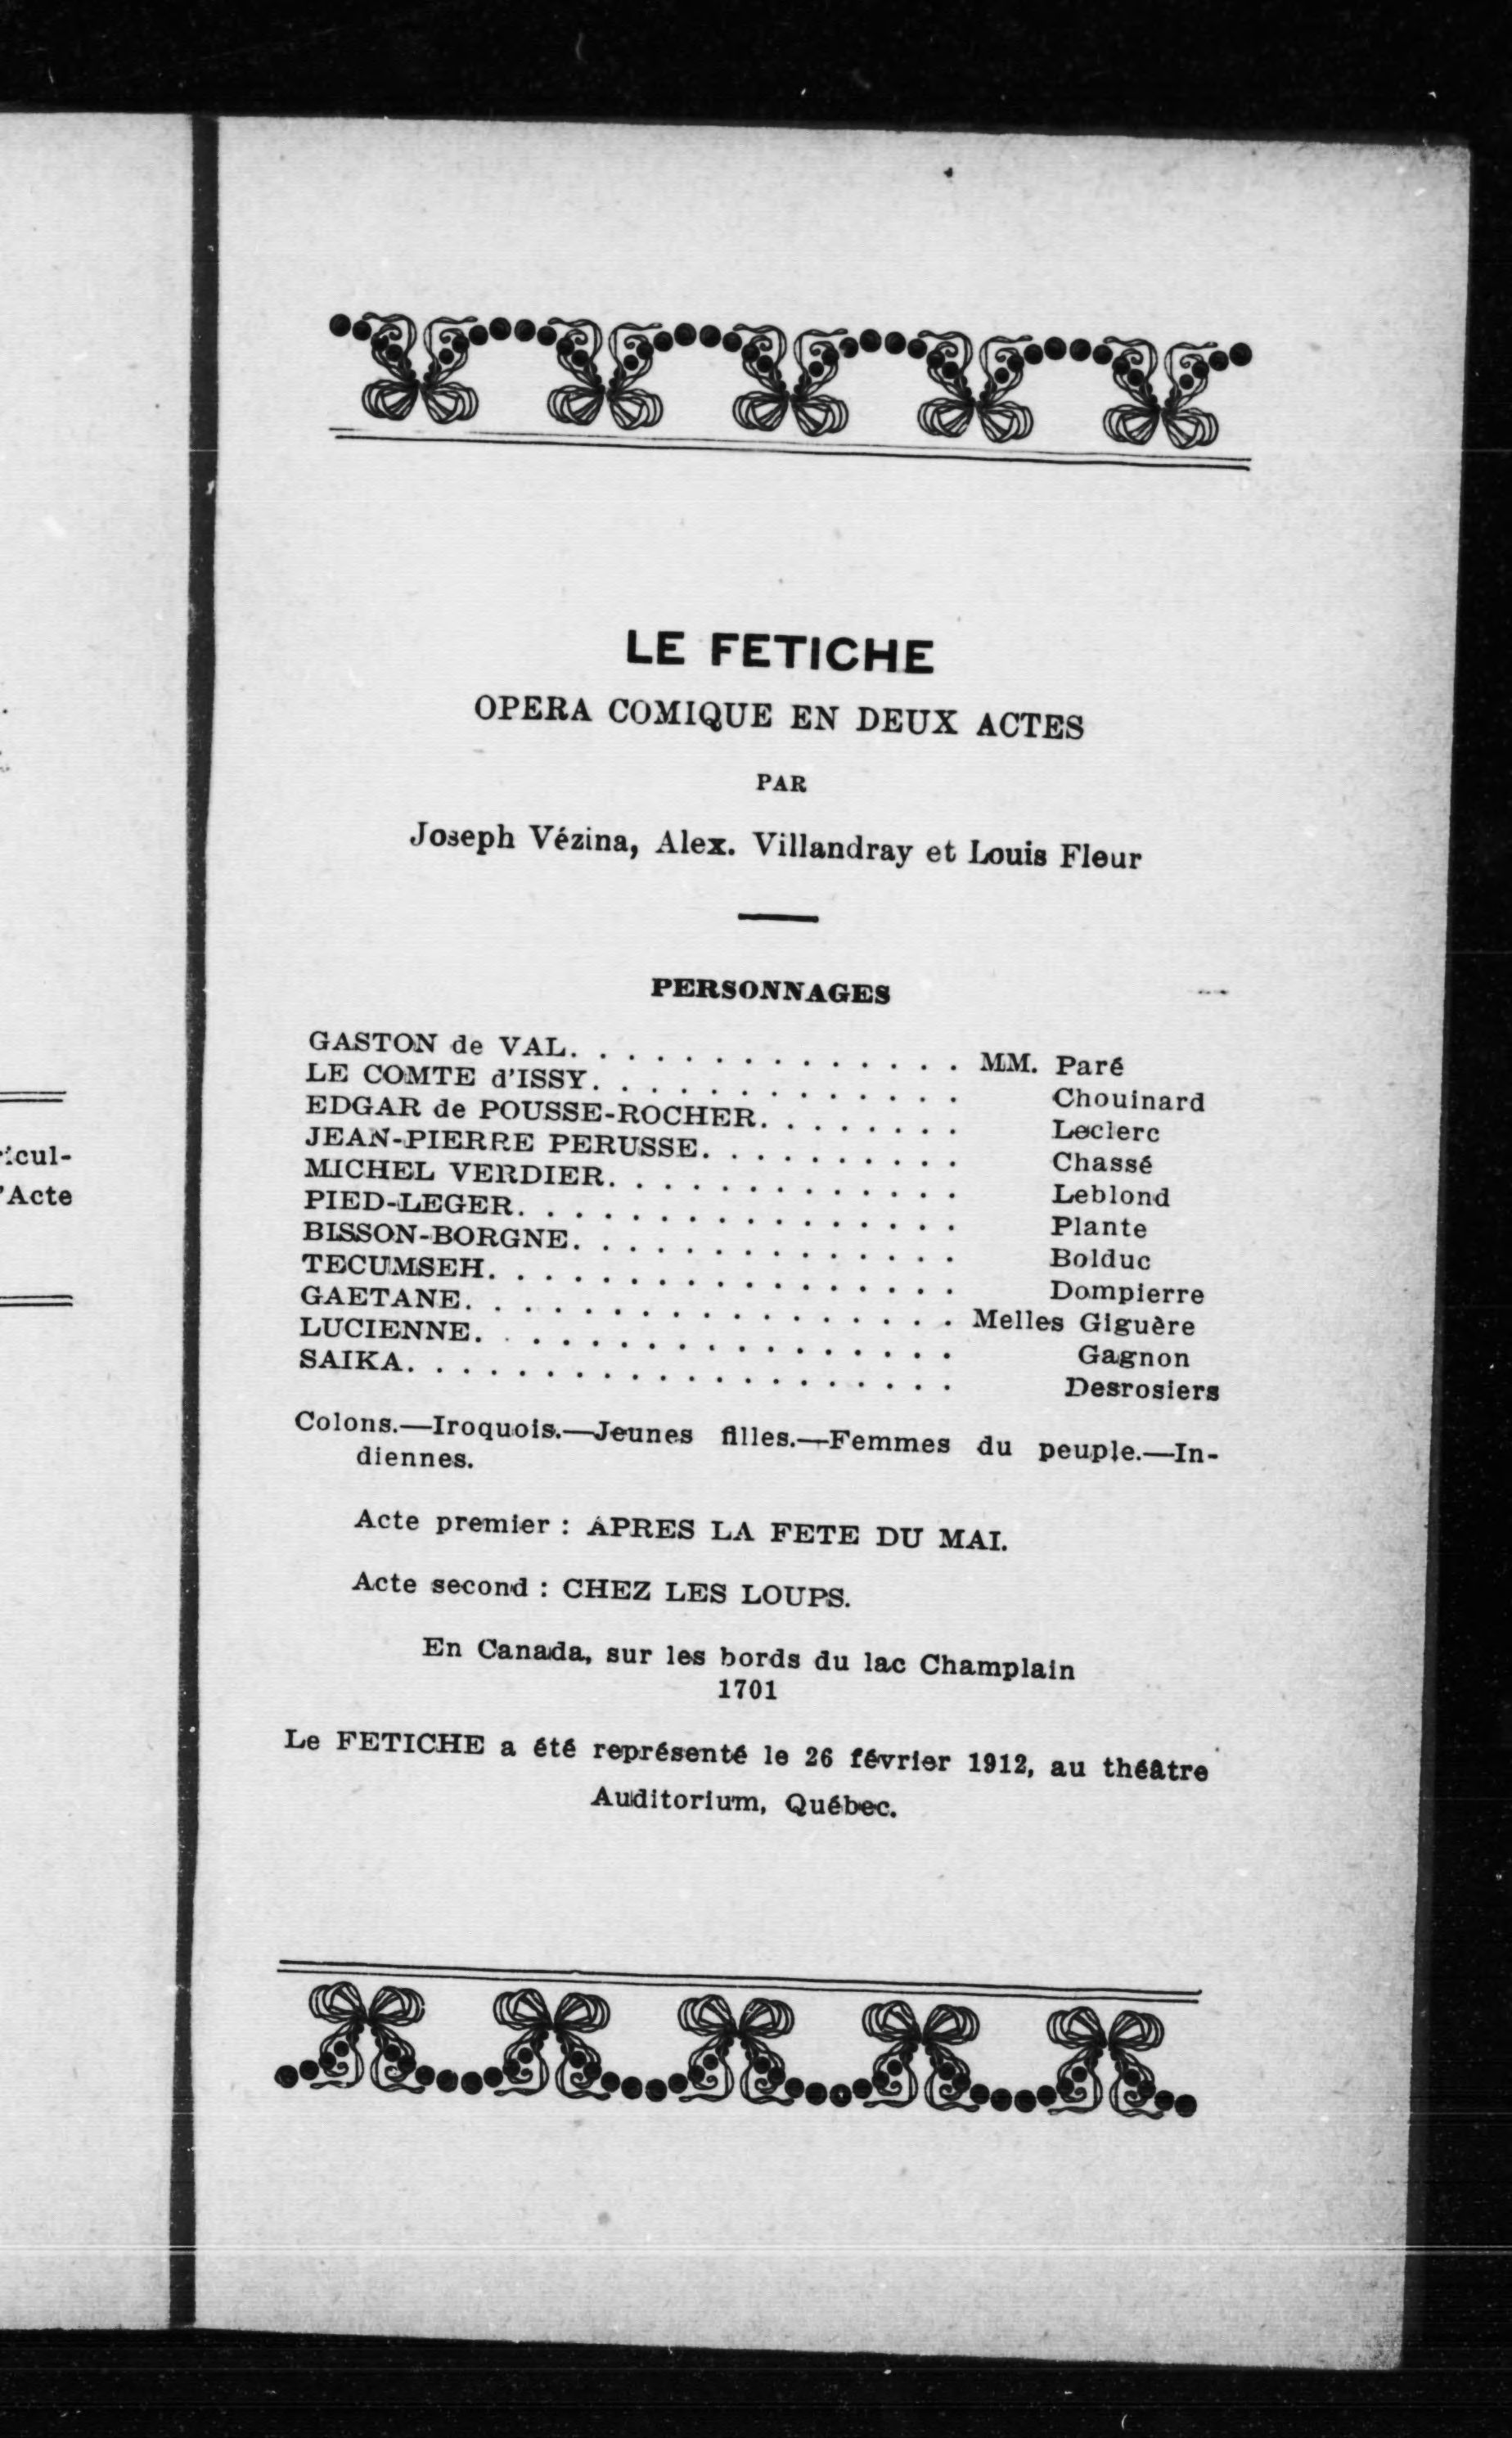 LE FETICHE
OPERA COMIQUE EN DEUX ACTES
PAR
Joseph Vézina, Alex. Villandray et Louis Fleur
PERSONNAGES
GASTON de VAL. . . . . . . . . . . . . . MM. Paré
LE COMTE d'ISSY. . . . . . . . . . . . . . Chouinard
EDGAR de POUSSE-ROCHER. . . . . . . . Leclerc
JEAN-PIERRE PERUSSE. . . . . . . . . . Chassé
MICHEL VERDIER. . . . . . . . . . . . . Leblond
PIED-LEGER. . . . . . . . . . . . . . . . Plante
BISSON-BORGNE. . . . . . . . . . . . . . Bolduc
TECUMSEH. . . . . . . . . . . . . . . . . Dompierre
GAETANE. . . . . . . . . . . . . . . . . . Melles Giguère
LUCIENNE. . . . . . . . . . . . . . . . . Gagnon
SAIKA. . . . . . . . . . . . . . . . . . . . Desrosiers
Colons.—Iroquois.—Jeunes filles.—Femmes du peuple.—In-
diennes.
Acte premier : APRES LA FETE DU MAI.
Acte second : CHEZ LES LOUPS.
En Canada, sur les bords du lac Champlain
1701
Le FETICHE a été représenté le 26 février 1912, au théâtre
Auditorium, Québec.